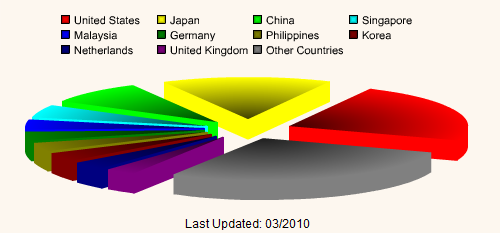 United States Japan China Singapore
Malaysia Germany Philippines Korea
Netherlands United Kingdom Other Countries
Last Updated: 03/2010